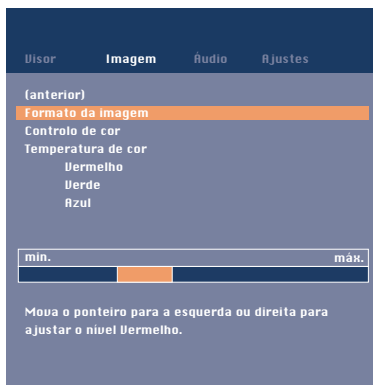 Visor Imagem Áudio Ajustes
(anterior)
Formato da imagem
Controlo de cor
Temperatura de cor
Vermelho
Verde
Azul
min. máx.
Mova o ponteiro para a esquerda ou direita para
ajustar o nível Vermelho.